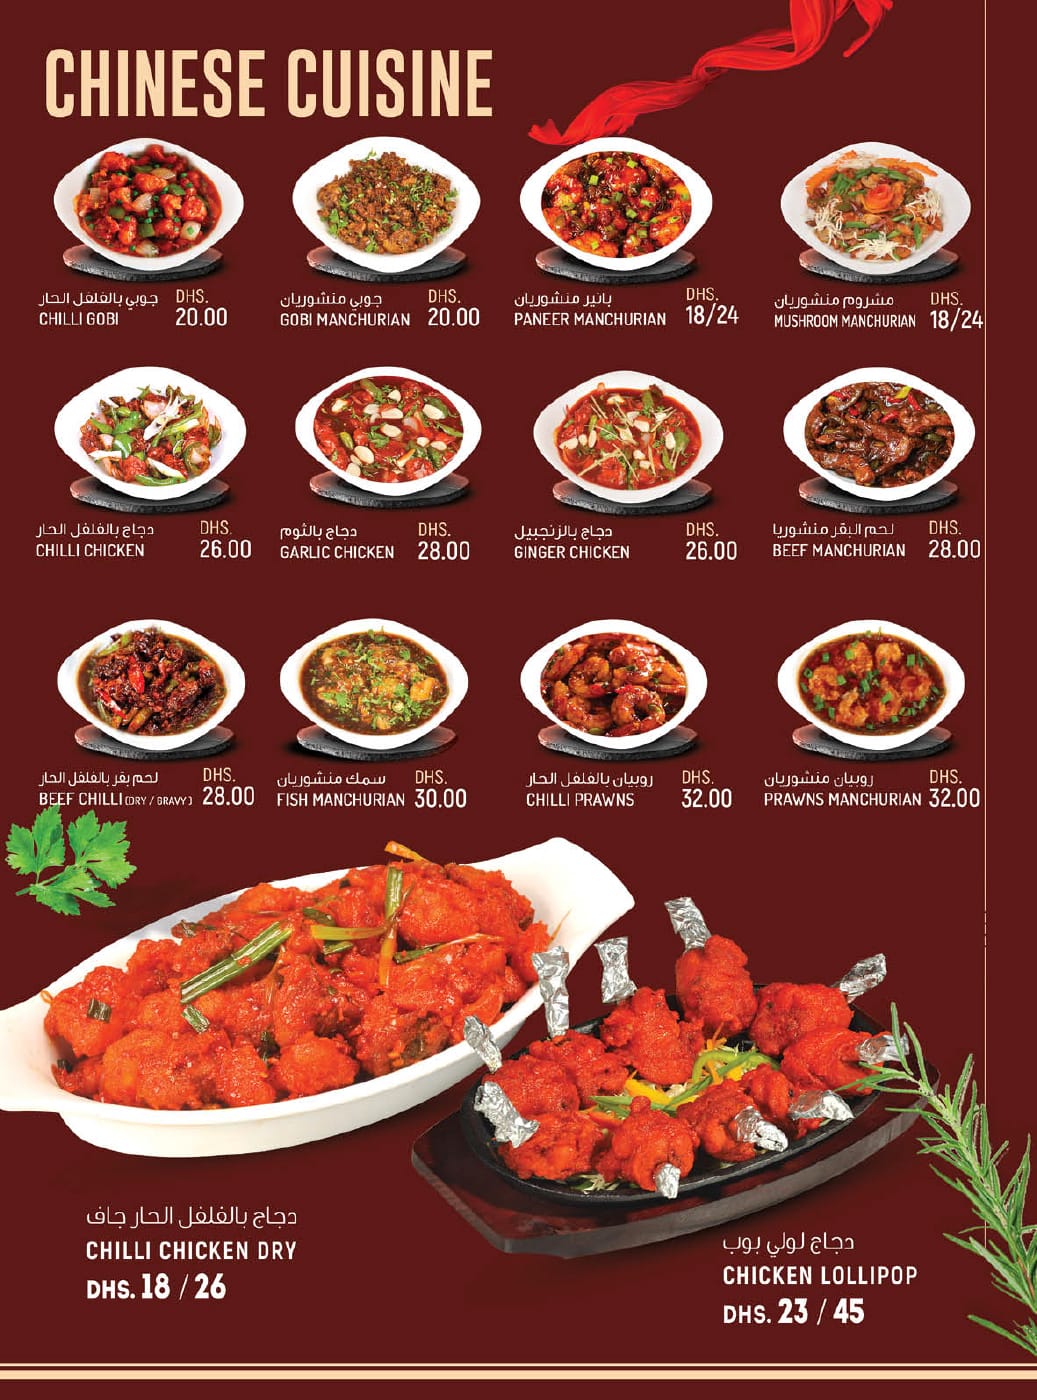 CHINESE CUISINE
جوبي بالفلفل الحار DHS.
CHILLI GOBI 20.00
جوبي منشوريان DHS.
GOBI MANCHURIAN 20.00
بانير منشوريان DHS.
PANEER MANCHURIAN 18/24
مشروم منشوريان DHS.
MUSHROOM MANCHURIAN 18/24
دجاج بالفلفل الحار DHS.
CHILLI CHICKEN 26.00
دجاج بالثوم DHS.
GARLIC CHICKEN 28.00
دجاج بالزنجبيل DHS.
GINGER CHICKEN 26.00
لحم البقر منشوريا DHS.
BEEF MANCHURIAN 28.00
لحم بقر بالفلفل الحار DHS.
BEEF CHILLI (DRY / GRAVY) 28.00
سمك منشوريان DHS.
FISH MANCHURIAN 30.00
روبيان بالفلفل الحار DHS.
CHILLI PRAWNS 32.00
روبيان منشوريان DHS.
PRAWNS MANCHURIAN 32.00
دجاج بالفلفل الحار جاف
CHILLI CHICKEN DRY
DHS. 18 / 26
دجاج لولي بوب
CHICKEN LOLLIPOP
DHS. 23 / 45